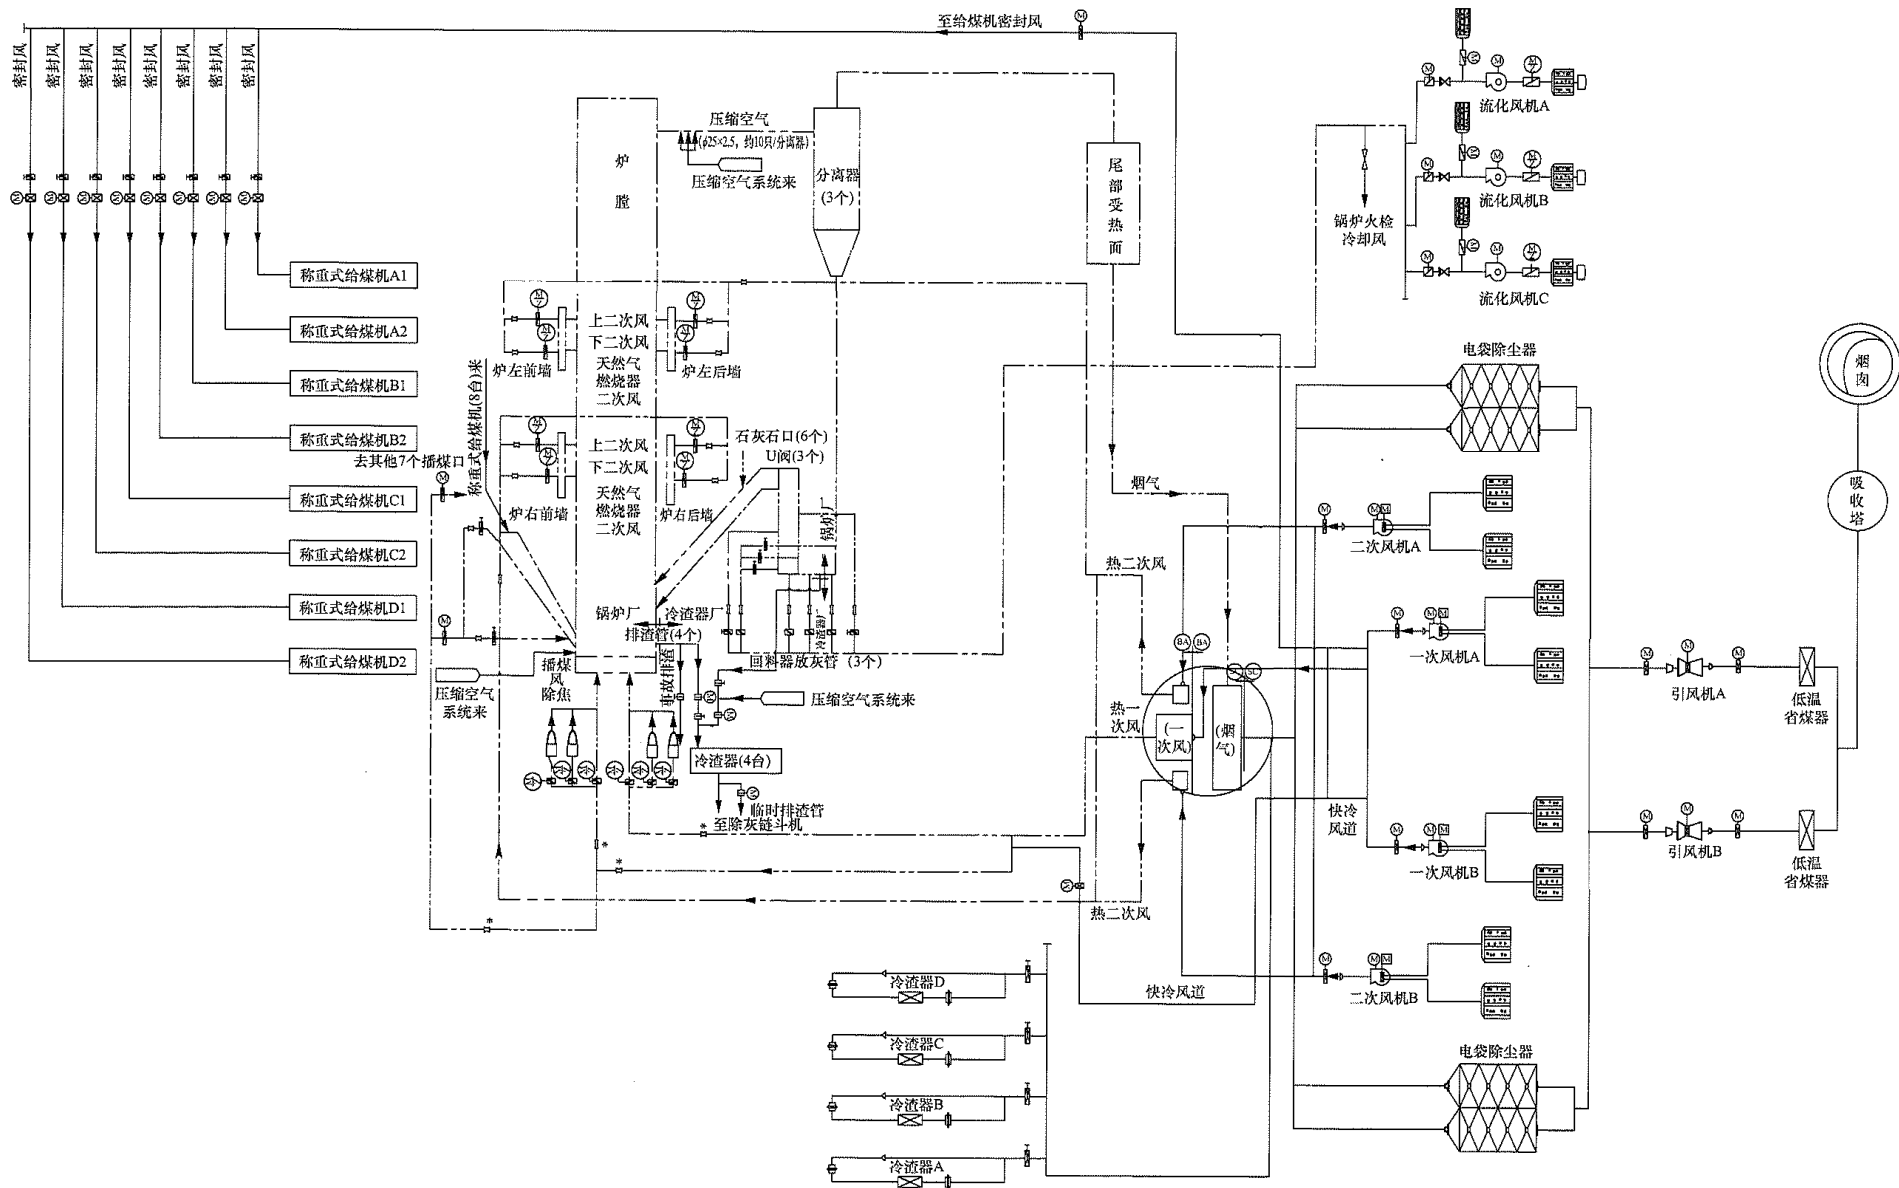 至给煤机密封风
M
密封风
密封风
密封风
密封风
密封风
密封风
密封风
密封风
称重式给煤机A1
称重式给煤机A2
称重式给煤机B1
称重式给煤机B2
称重式给煤机C1
称重式给煤机C2
称重式给煤机D1
称重式给煤机D2
炉
膛
压缩空气
(φ25×2.5，约10只/分离器)
压缩空气系统来
分离器
(3个)
尾
部
受
热
面
锅炉火检
冷却风
流化风机A
流化风机B
流化风机C
上二次风
下二次风
天然气
燃烧器
二次风
炉左前墙
炉左后墙
称重式给煤机(8台)来
去其他7个播煤口
上二次风
下二次风
天然气
燃烧器
二次风
炉右前墙
炉右后墙
石灰石口(6个)
U阀(3个)
锅炉厂
冷渣器厂
锅炉厂
冷渣器厂
排渣管(4个)
回料器放灰管 (3个)
播煤
风
除焦
事故排渣
压缩空气
系统来
压缩空气系统来
冷渣器(4台)
临时排渣管
至除灰链斗机
烟气
热二次风
BA
BA
SC
SC
热一
次风
(一
次风)
(烟
气)
热二次风
快冷风道
快冷
风道
电袋除尘器
二次风机A
一次风机A
一次风机B
二次风机B
电袋除尘器
引风机A
引风机B
低温
省煤器
低温
省煤器
烟
囱
吸
收
塔
冷渣器D
冷渣器C
冷渣器B
冷渣器A